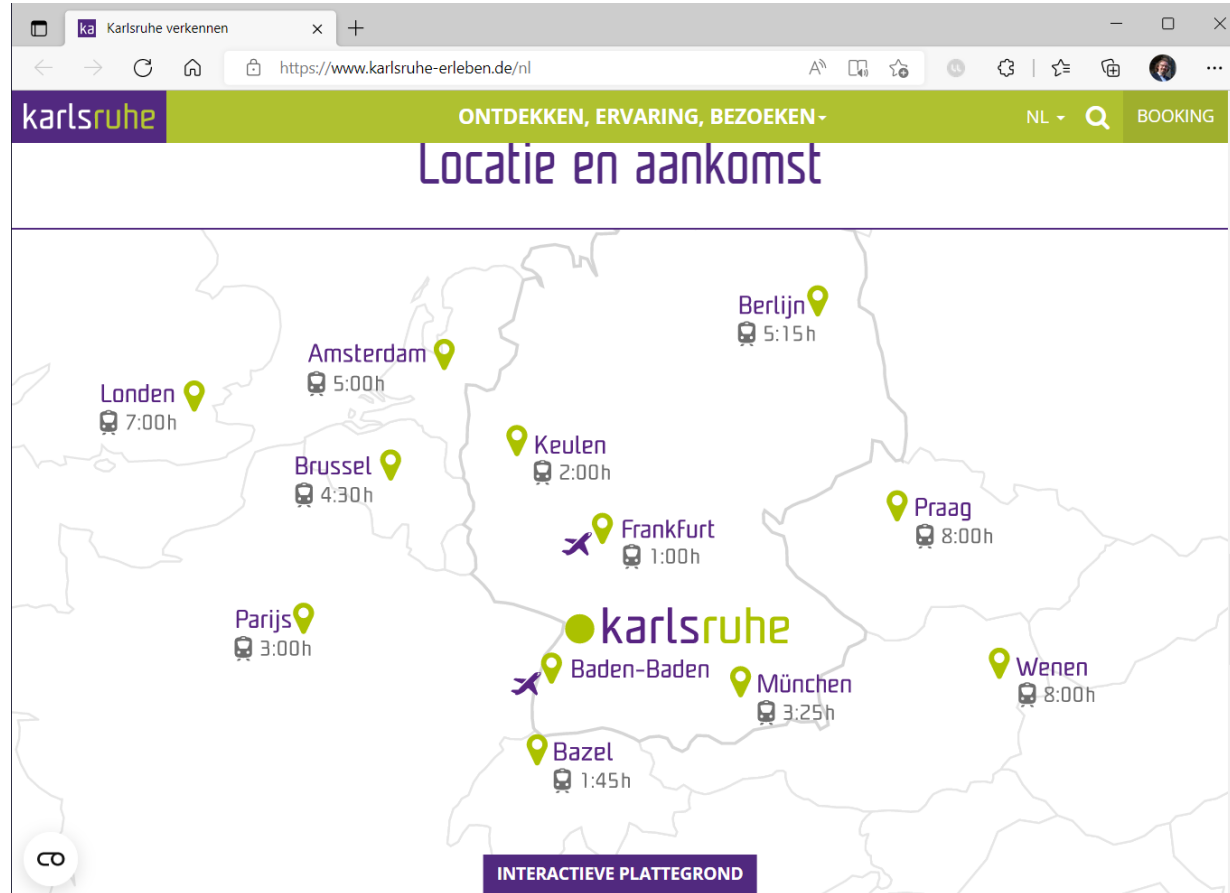 ka Karlsruhe verkennen
https://www.karlsruhe-erleben.de/nl
karlsruhe
ONTDEKKEN, ERVARING, BEZOEKEN
NL
BOOKING
Locatie en aankomst
Berlijn
5:15h
Amsterdam
5:00h
Londen
7:00h
Keulen
2:00h
Brussel
4:30h
Praag
8:00h
Frankfurt
1:00h
Parijs
3:00h
karlsruhe
Baden-Baden
Wenen
8:00h
München
3:25h
Bazel
1:45h
INTERACTIEVE PLATTEGROND